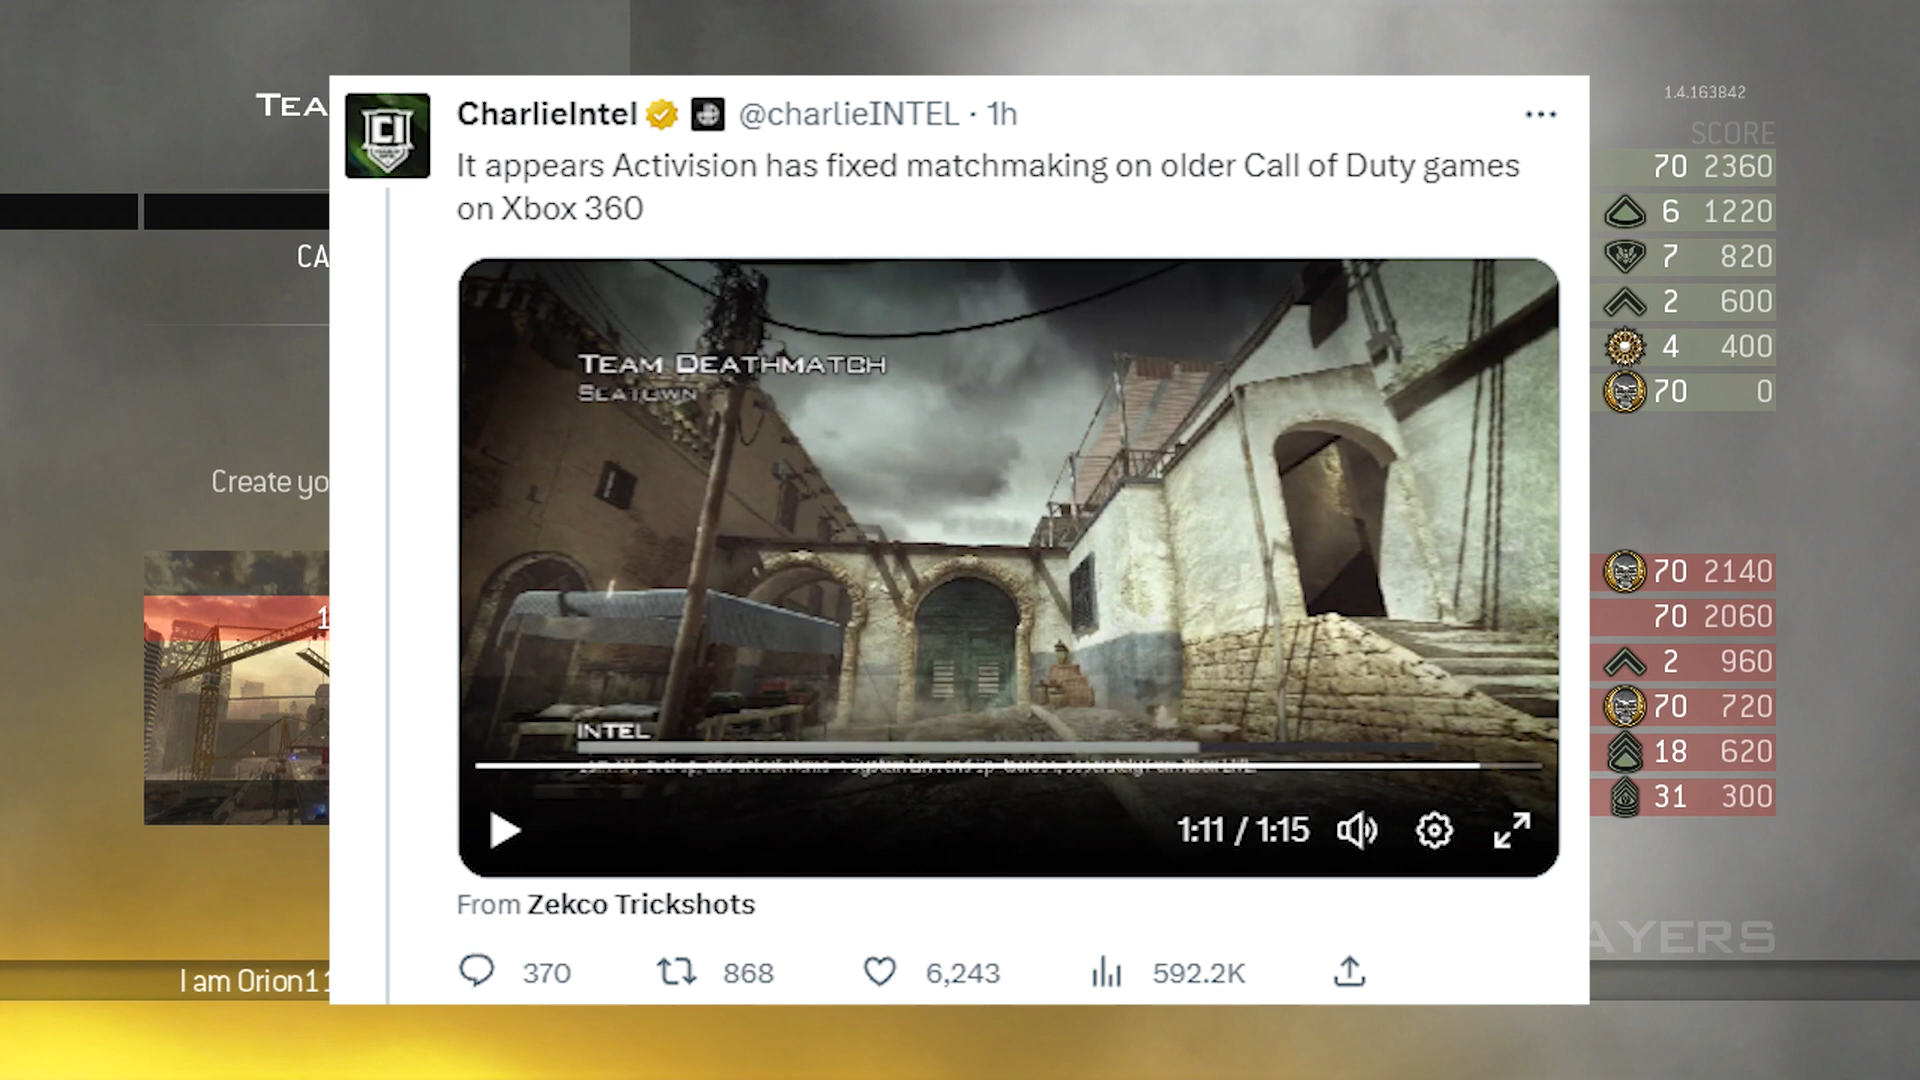 TEA
CA
Create yo
1
I am Orion11
CI
CharlieIntel @charlieINTEL · 1h
It appears Activision has fixed matchmaking on older Call of Duty games
on Xbox 360
TEAM DEATHMATCH
SEATOWN
INTEL
1:11 / 1:15
From Zekco Trickshots
370 868 6,243 592.2K
1.4.163842
SCORE
70 2360
6 1220
7 820
2 600
4 400
70 0
70 2140
70 2060
2 960
70 720
18 620
31 300
AYERS